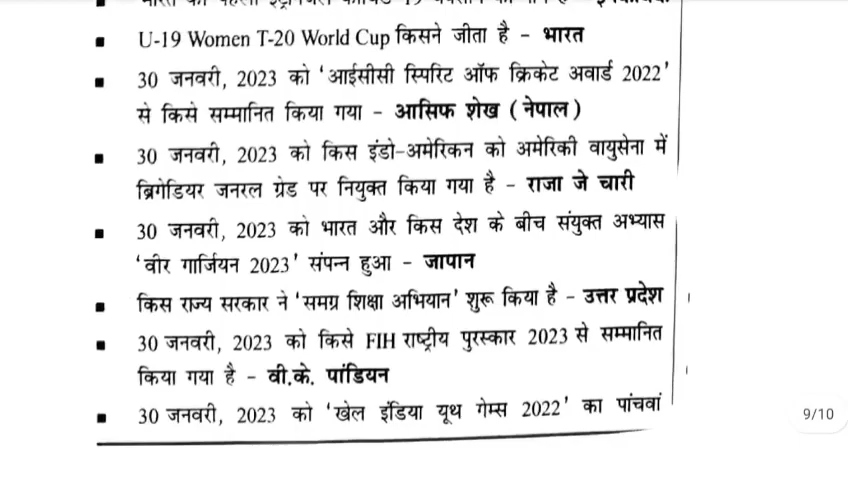 ■ U-19 Women T-20 World Cup किसने जीता है – भारत
■ 30 जनवरी, 2023 को 'आईसीसी स्पिरिट ऑफ क्रिकेट अवार्ड 2022'
से किसे सम्मानित किया गया – आसिफ शेख (नेपाल)
■ 30 जनवरी, 2023 को किस इंडो-अमेरिकन को अमेरिकी वायुसेना में
ब्रिगेडियर जनरल ग्रेड पर नियुक्त किया गया है – राजा जे चारी
■ 30 जनवरी, 2023 को भारत और किस देश के बीच संयुक्त अभ्यास
'वीर गार्जियन 2023' संपन्न हुआ – जापान
■ किस राज्य सरकार ने 'समग्र शिक्षा अभियान' शुरू किया है – उत्तर प्रदेश
■ 30 जनवरी, 2023 को किसे FIH राष्ट्रीय पुरस्कार 2023 से सम्मानित
किया गया है – वी.के. पांडियन
■ 30 जनवरी, 2023 को 'खेल इंडिया यूथ गेम्स 2022' का पांचवां
9/10